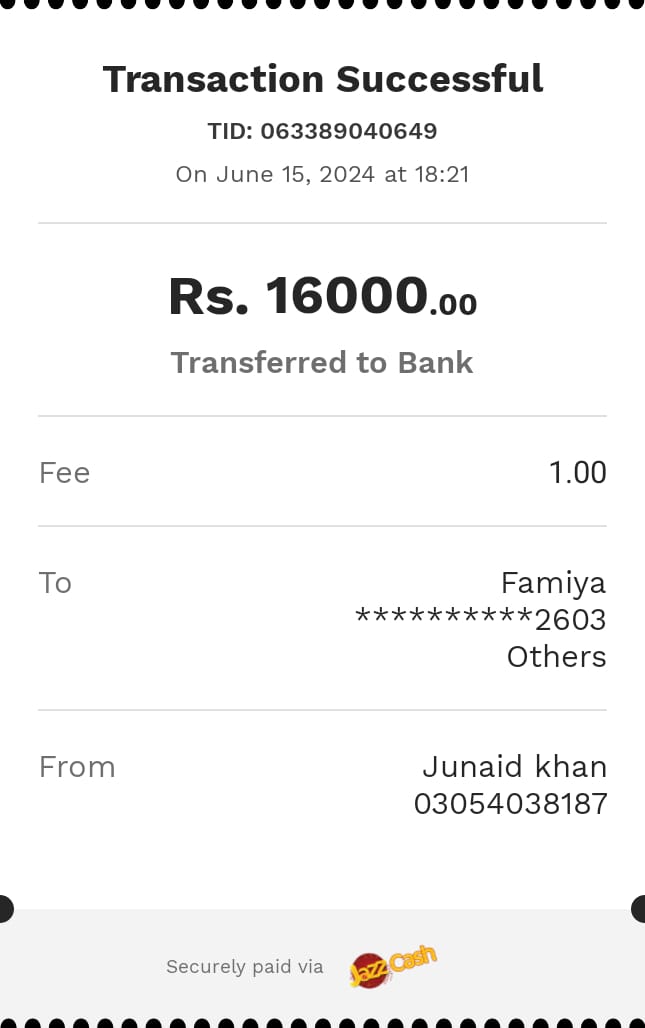 Transaction Successful
TID: 063389040649
On June 15, 2024 at 18:21
Rs. 16000.00
Transferred to Bank
Fee 1.00
To Famiya
**********2603
Others
From Junaid khan
03054038187
Securely paid via JazzCash